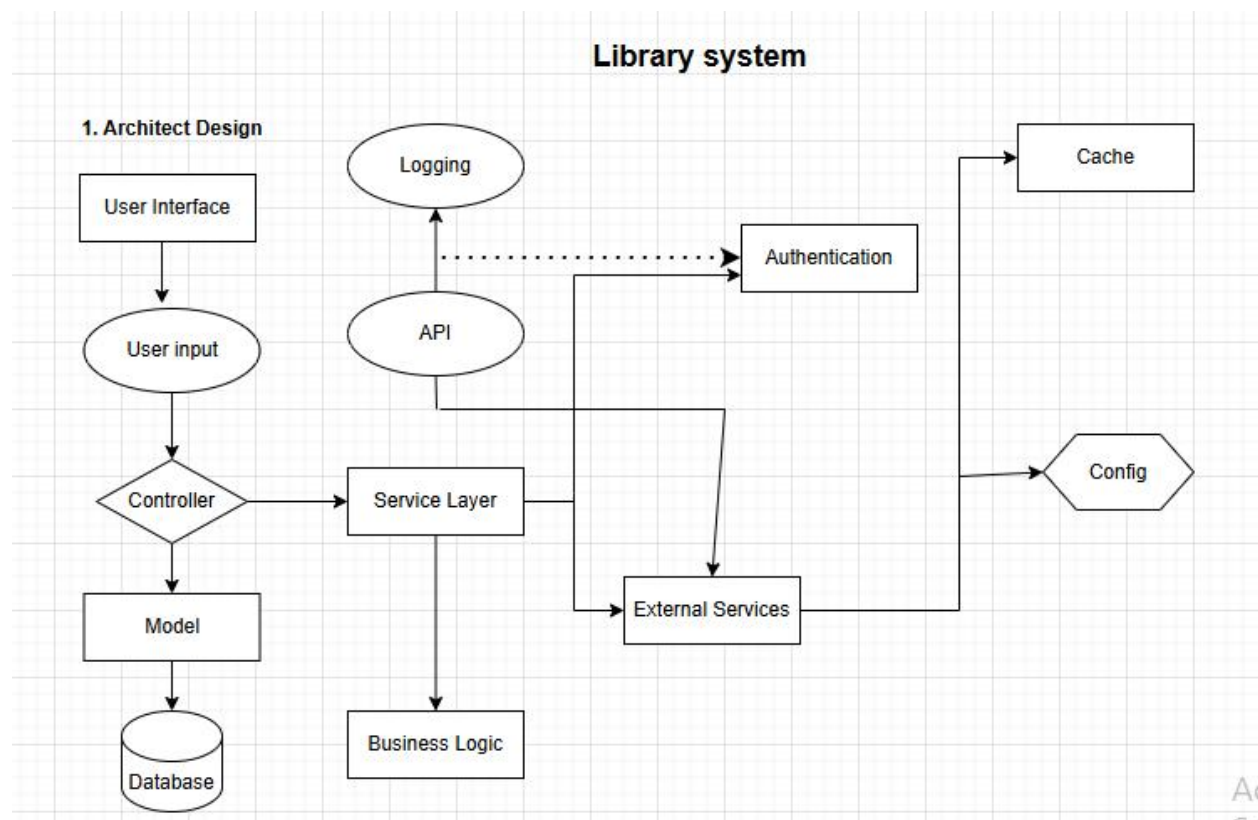 Library system
1. Architect Design
User Interface
User input
Controller
Model
Database
Logging
API
Service Layer
Business Logic
Authentication
External Services
Cache
Config